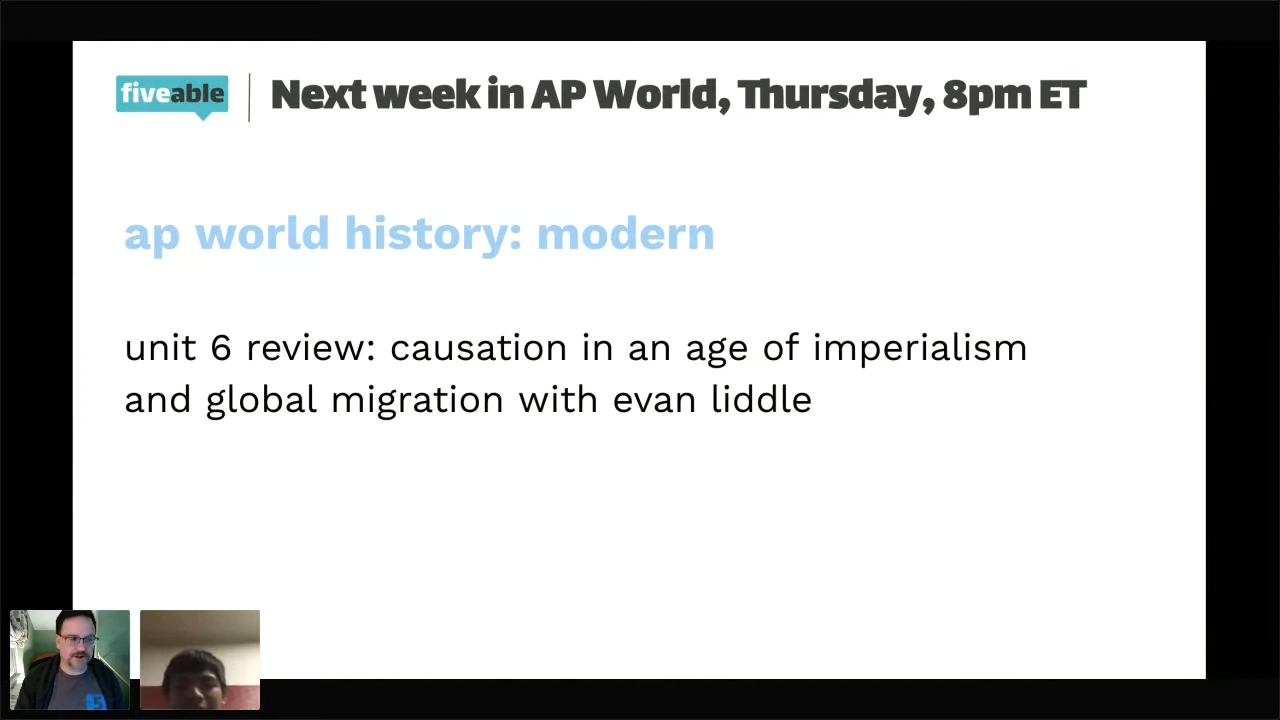 fiveable
Next week in AP World, Thursday, 8pm ET
ap world history: modern
unit 6 review: causation in an age of imperialism
and global migration with evan liddle
5